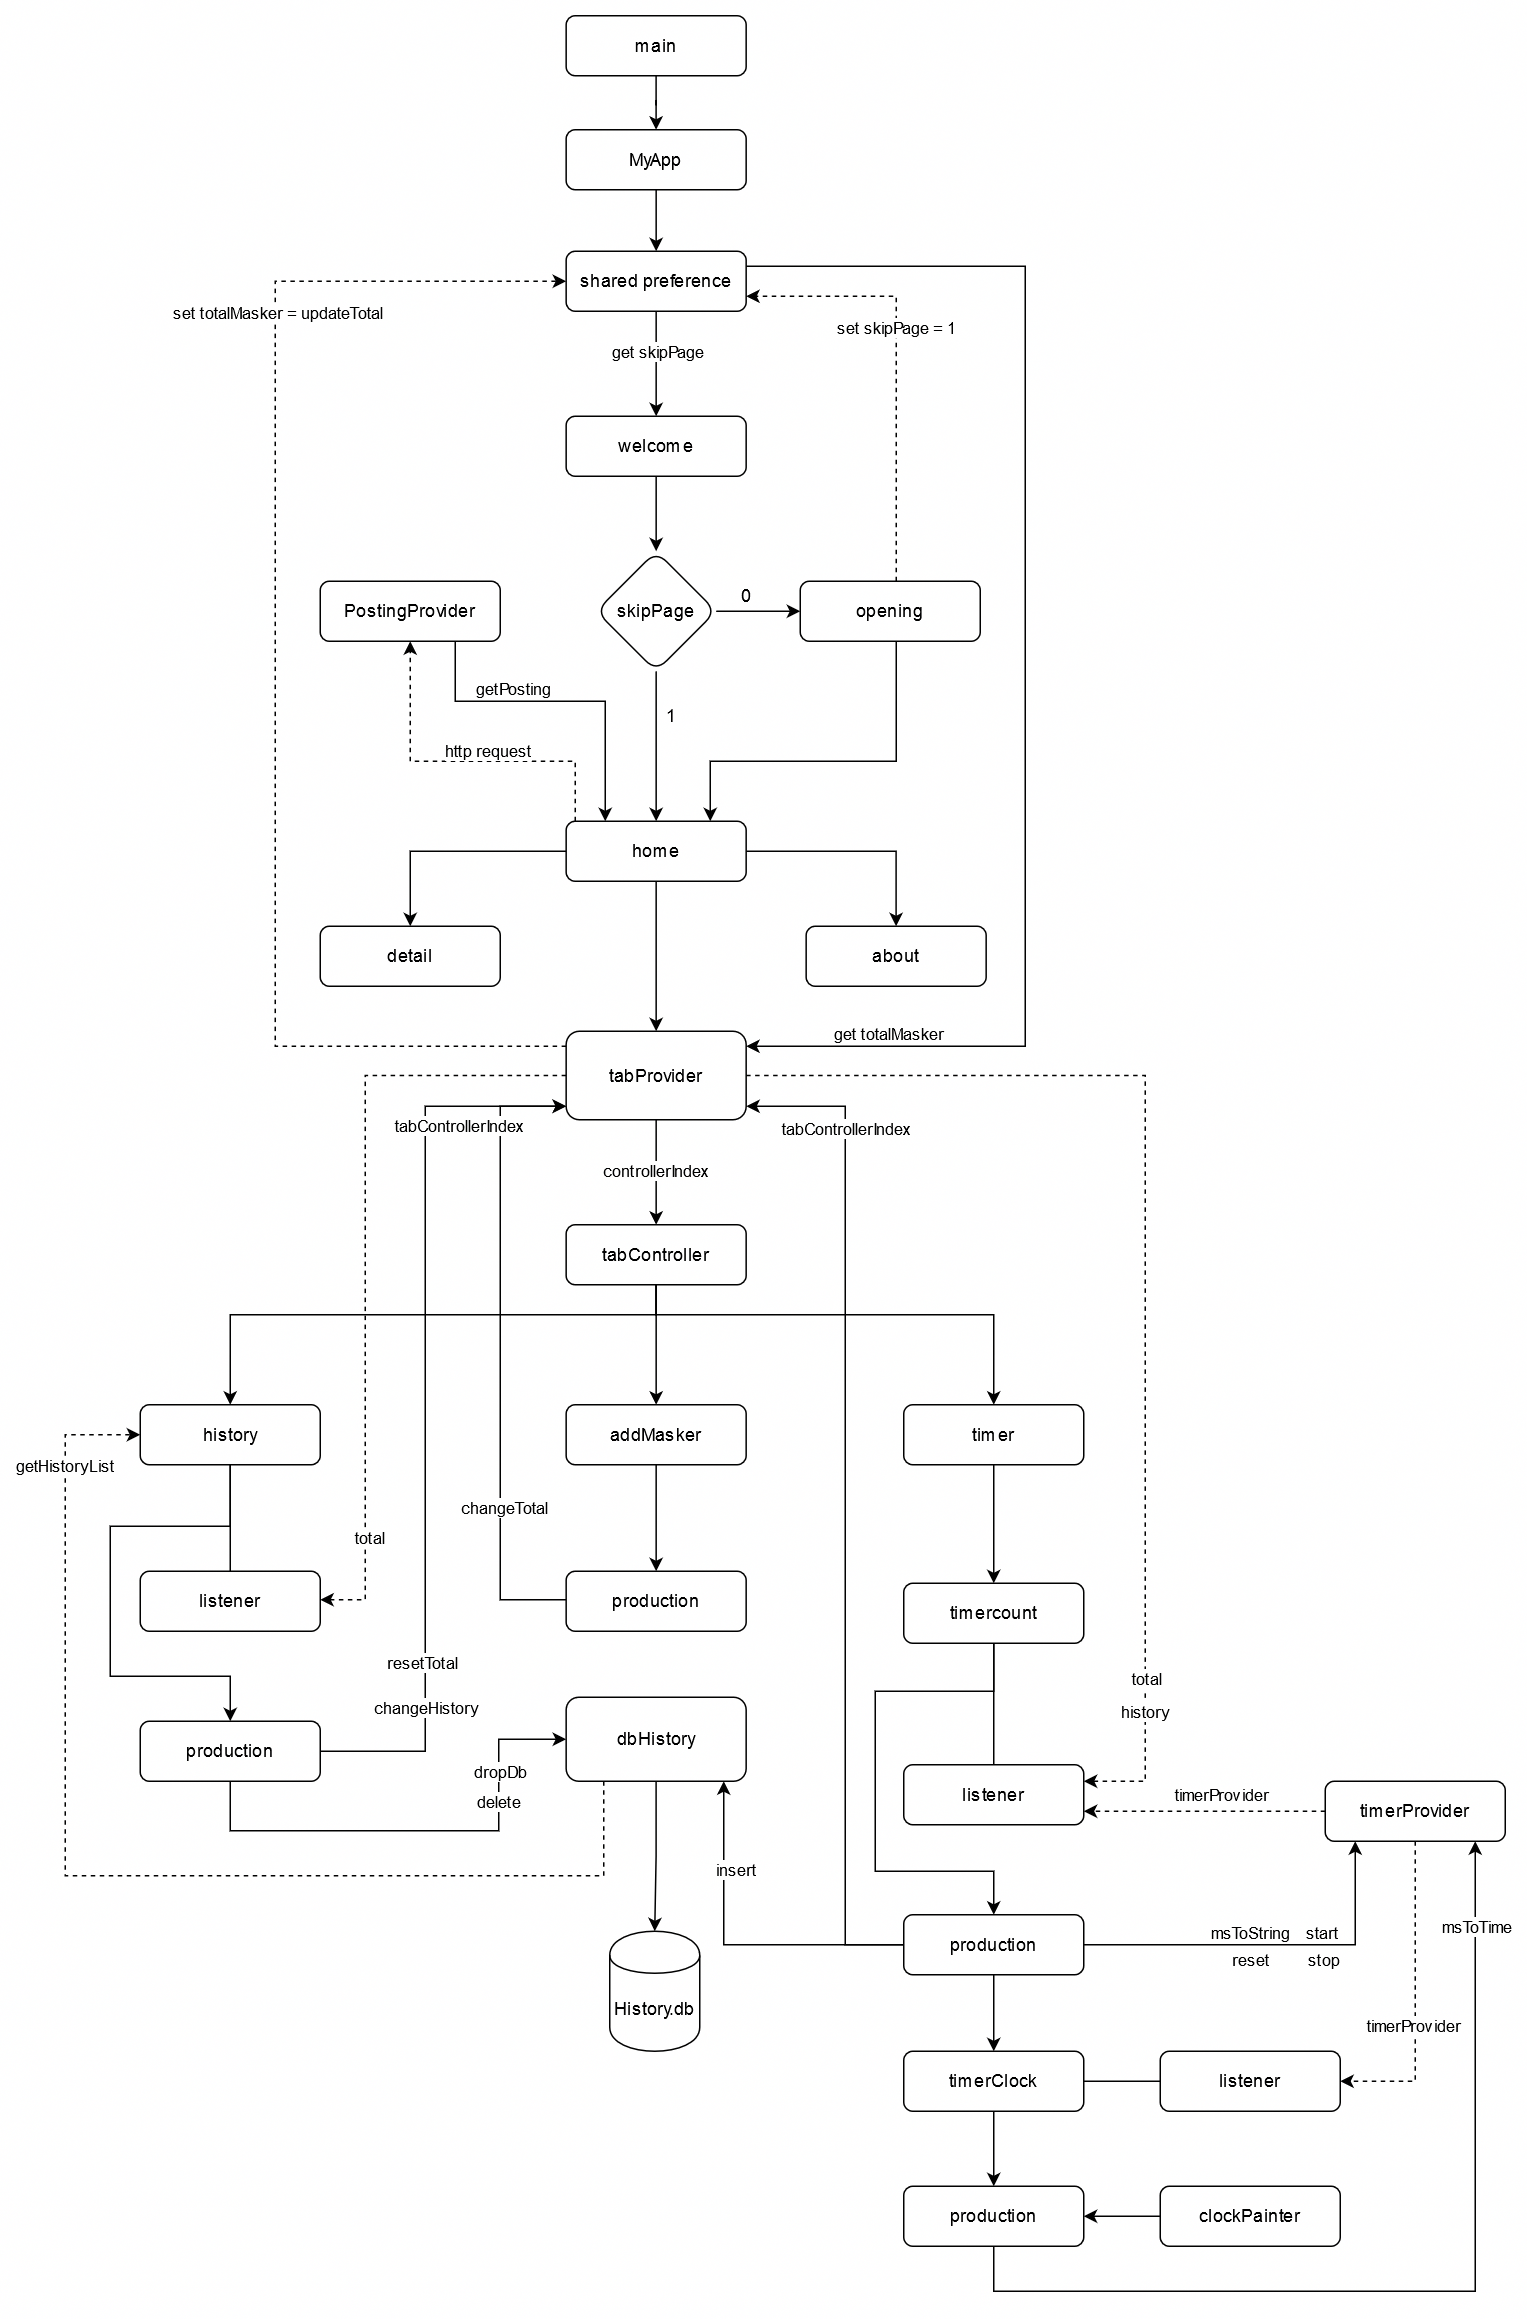 main
MyApp
shared preference
set totalMasker = updateTotal
set skipPage = 1
get skipPage
welcome
0
PostingProvider
skipPage
opening
getPosting
1
http request
home
detail
about
get totalMasker
tabProvider
tabControllerIndex
tabControllerIndex
controllerIndex
tabController
history
addMasker
timer
getHistoryList
changeTotal
total
listener
production
timercount
resetTotal
total
changeHistory
history
production
dbHistory
dropDb
delete
listener
timerProvider
timerProvider
insert
production
msToString start
reset stop
msToTime
History.db
timerProvider
timerClock
listener
production
clockPainter